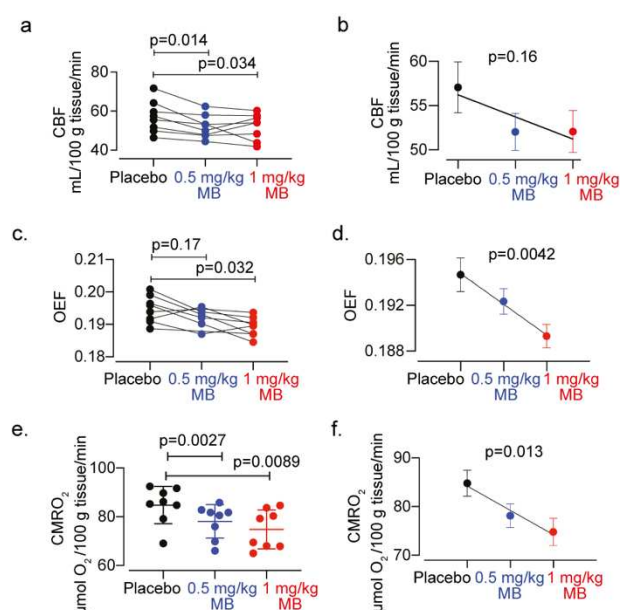 a
p=0.014
p=0.034
CBF
mL/100 g tissue/min
80
60
40
Placebo 0.5 mg/kg 1 mg/kg
MB MB
b
p=0.16
CBF
mL/100 g tissue/min
60
55
50
Placebo 0.5 mg/kg 1 mg/kg
MB MB
c.
p=0.17
p=0.032
OEF
0.21
0.20
0.19
0.18
Placebo 0.5 mg/kg 1 mg/kg
MB MB
d.
p=0.0042
OEF
0.196
0.192
0.188
Placebo 0.5 mg/kg 1 mg/kg
MB MB
e.
p=0.0027
p=0.0089
CMRO₂
umol O₂/100 g tissue/min
100
80
60
Placebo 0.5 mg/kg 1 mg/kg
MB MB
f.
p=0.013
CMRO₂
umol O₂/100 g tissue/min
90
80
70
Placebo 0.5 mg/kg 1 mg/kg
MB MB